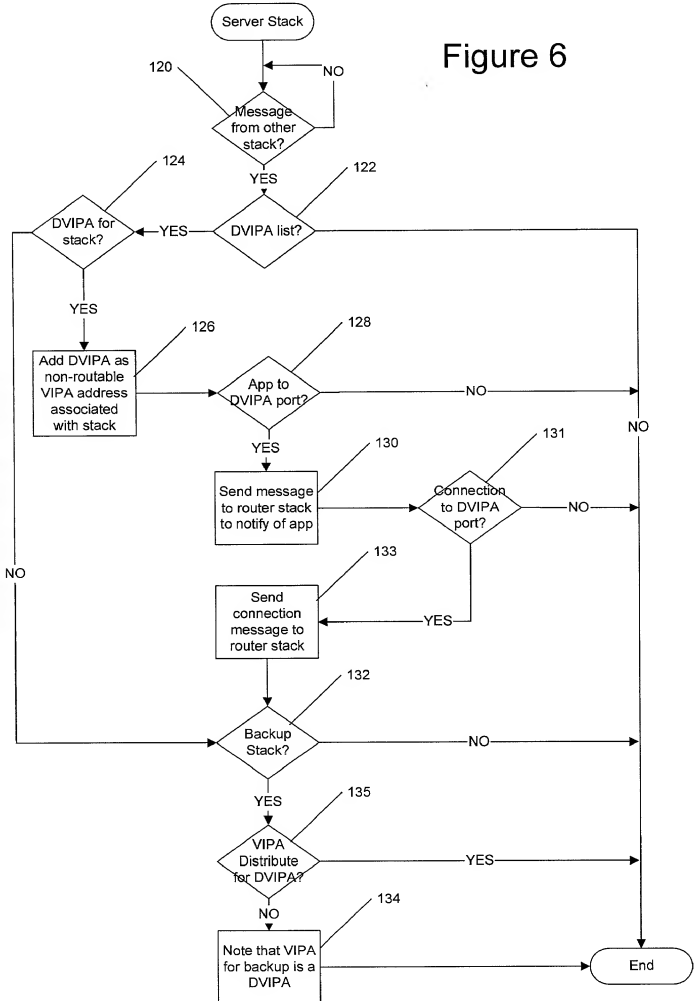 Server Stack
Figure 6
NO
120
Message
from other
stack?
YES
124
122
DVIPA for
stack?
YES
DVIPA list?
YES
126
128
Add DVIPA as
non-routable
VIPA address
associated
with stack
App to
DVIPA port?
NO
NO
YES
130
131
Send message
to router stack
to notify of app
Connection
to DVIPA
port?
NO
133
NO
Send
connection
message to
router stack
YES
132
Backup
Stack?
NO
YES
135
VIPA
Distribute
for DVIPA?
YES
NO
134
Note that VIPA
for backup is a
DVIPA
End